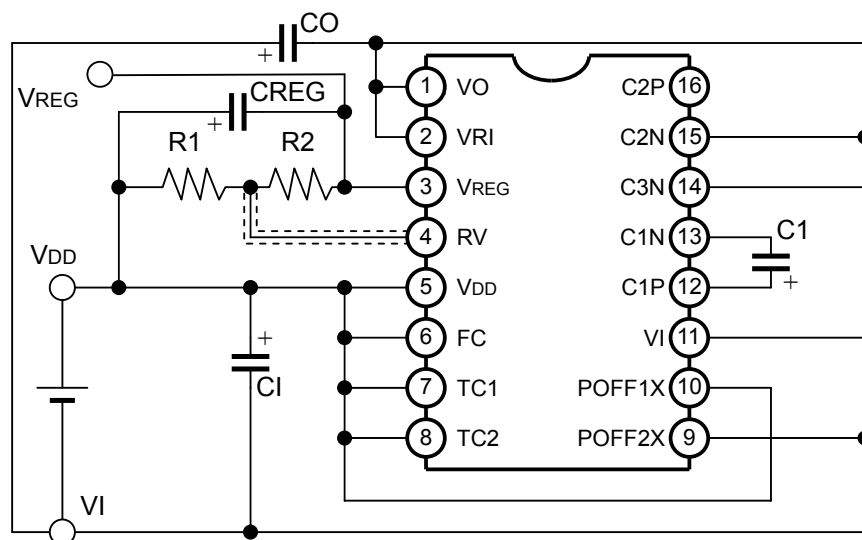 CO
+
VREG
CREG
+
R1
R2
VDD
+
CI
VI
1 VO
2 VRI
3 VREG
4 RV
5 VDD
6 FC
7 TC1
8 TC2
C2P 16
C2N 15
C3N 14
C1N 13
C1P 12
VI 11
POFF1X 10
POFF2X 9
C1
+